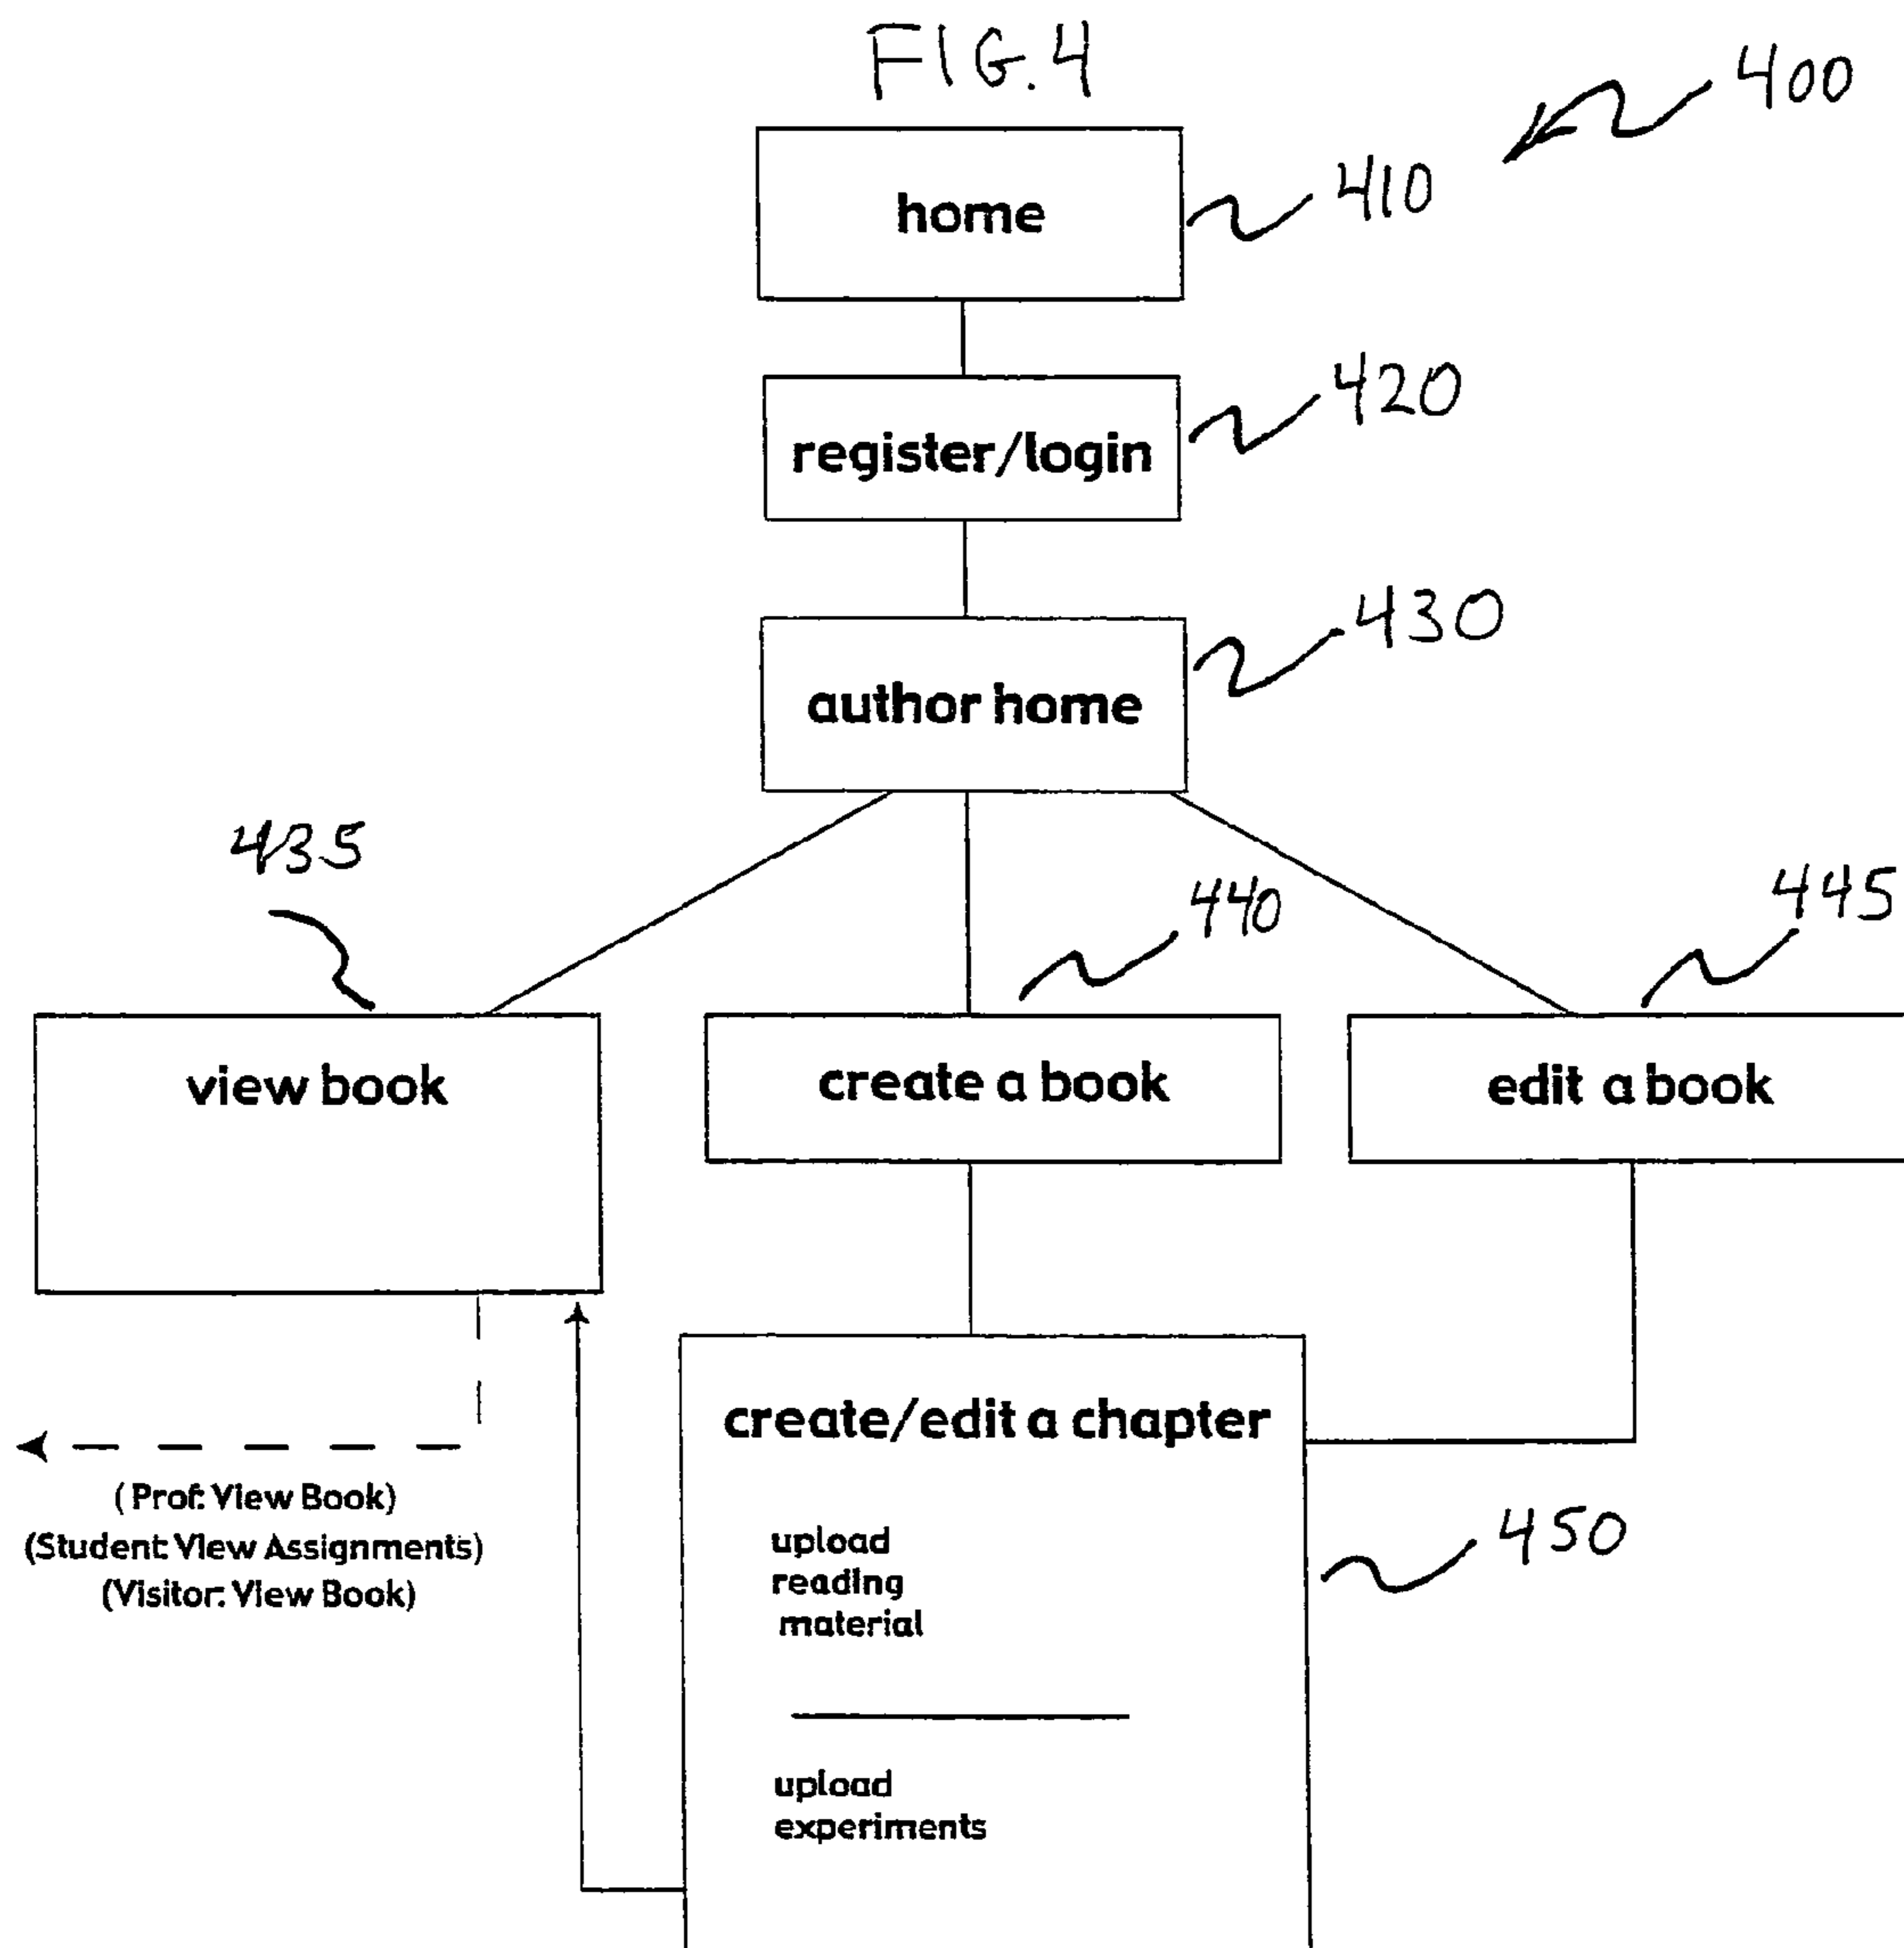 FIG. 4
400
home
410
register/login
420
author home
430
435
440
445
view book
create a book
edit a book
create/edit a chapter
(Prof: View Book)
(Student: View Assignments)
(Visitor: View Book)
upload
reading
material
450
upload
experiments